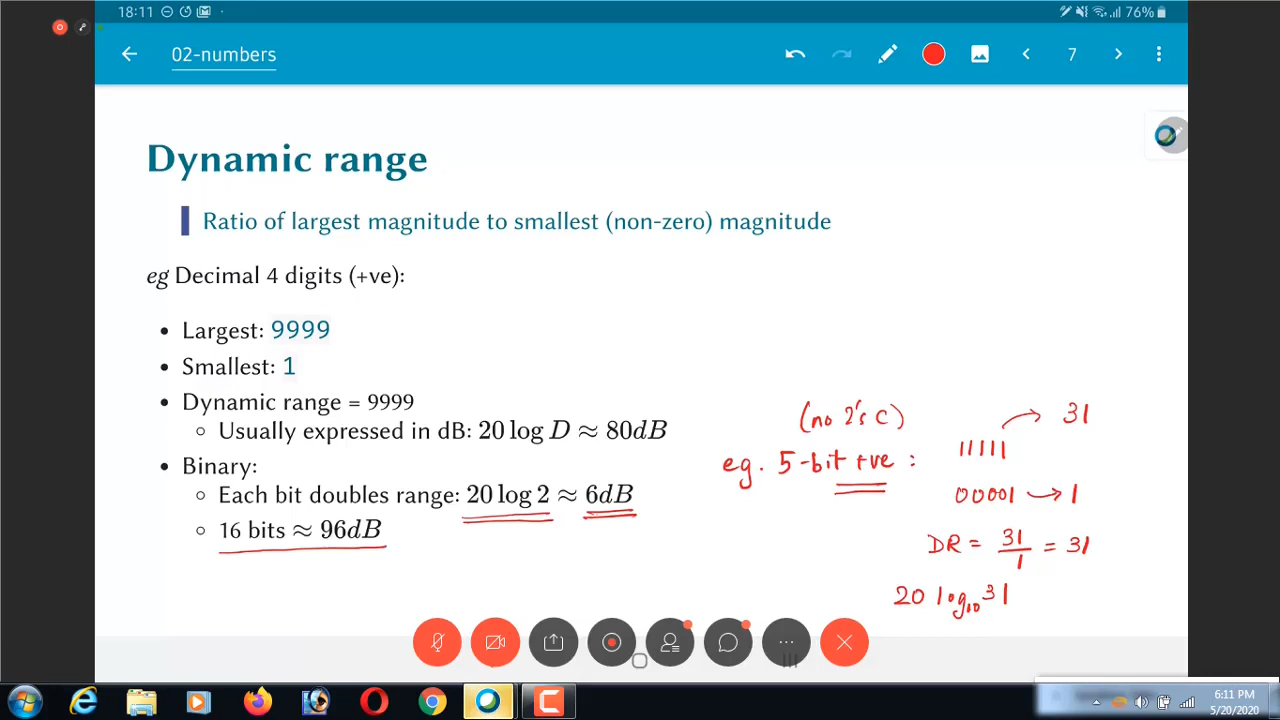 18:11
76%
02-numbers
7
Dynamic range
Ratio of largest magnitude to smallest (non-zero) magnitude
eg Decimal 4 digits (+ve):
• Largest: 9999
• Smallest: 1
• Dynamic range = 9999
○ Usually expressed in dB: 20 log D ≈ 80dB
• Binary:
○ Each bit doubles range: 20 log 2 ≈ 6dB
○ 16 bits ≈ 96dB
(no 2's C)
eg. 5-bit +ve :
11111 → 31
00001 → 1
DR = 31/1 = 31
20 log₁₀ 31
6:11 PM
5/20/2020